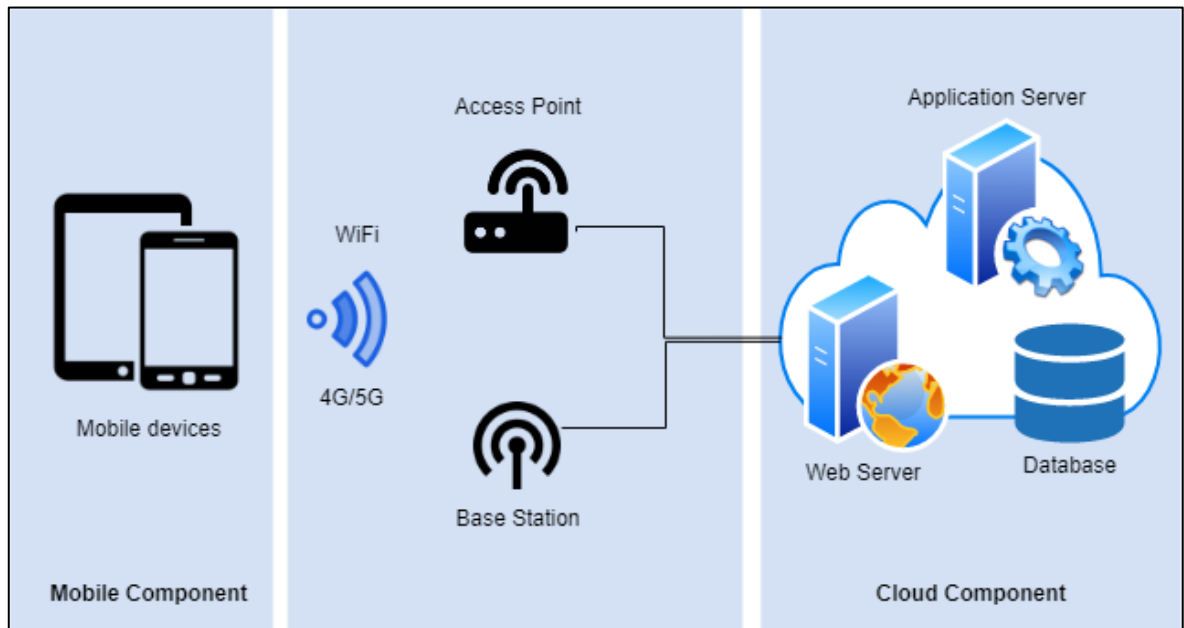 Access Point
Application Server
WiFi
4G/5G
Mobile devices
Web Server
Database
Base Station
Mobile Component
Cloud Component